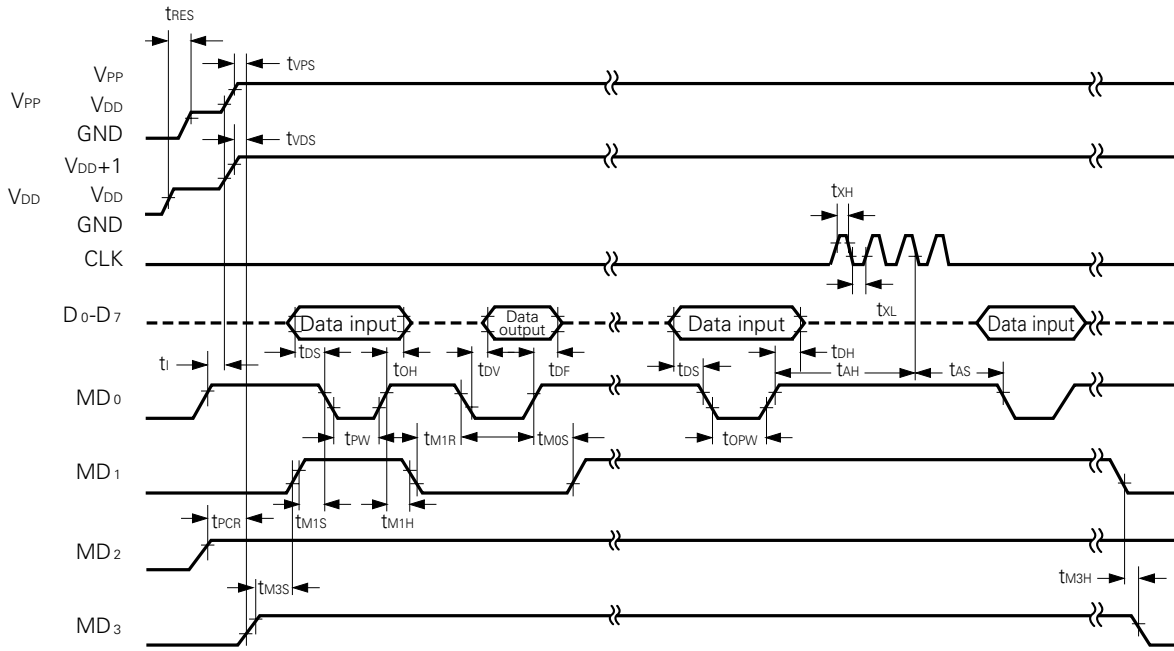 tRES
VPP
tVPS
VPP
VDD
GND
tVDS
VDD+1
VDD
VDD
GND
tXH
CLK
tXL
D0-D7
Data input
Data output
Data input
Data input
tI
tDS
tOH
tDV
tDF
tDS
tDH
tAH
tAS
MD0
tPW
tM1R
tM0S
tOPW
MD1
tPCR
tM1S
tM1H
MD2
tM3S
tM3H
MD3